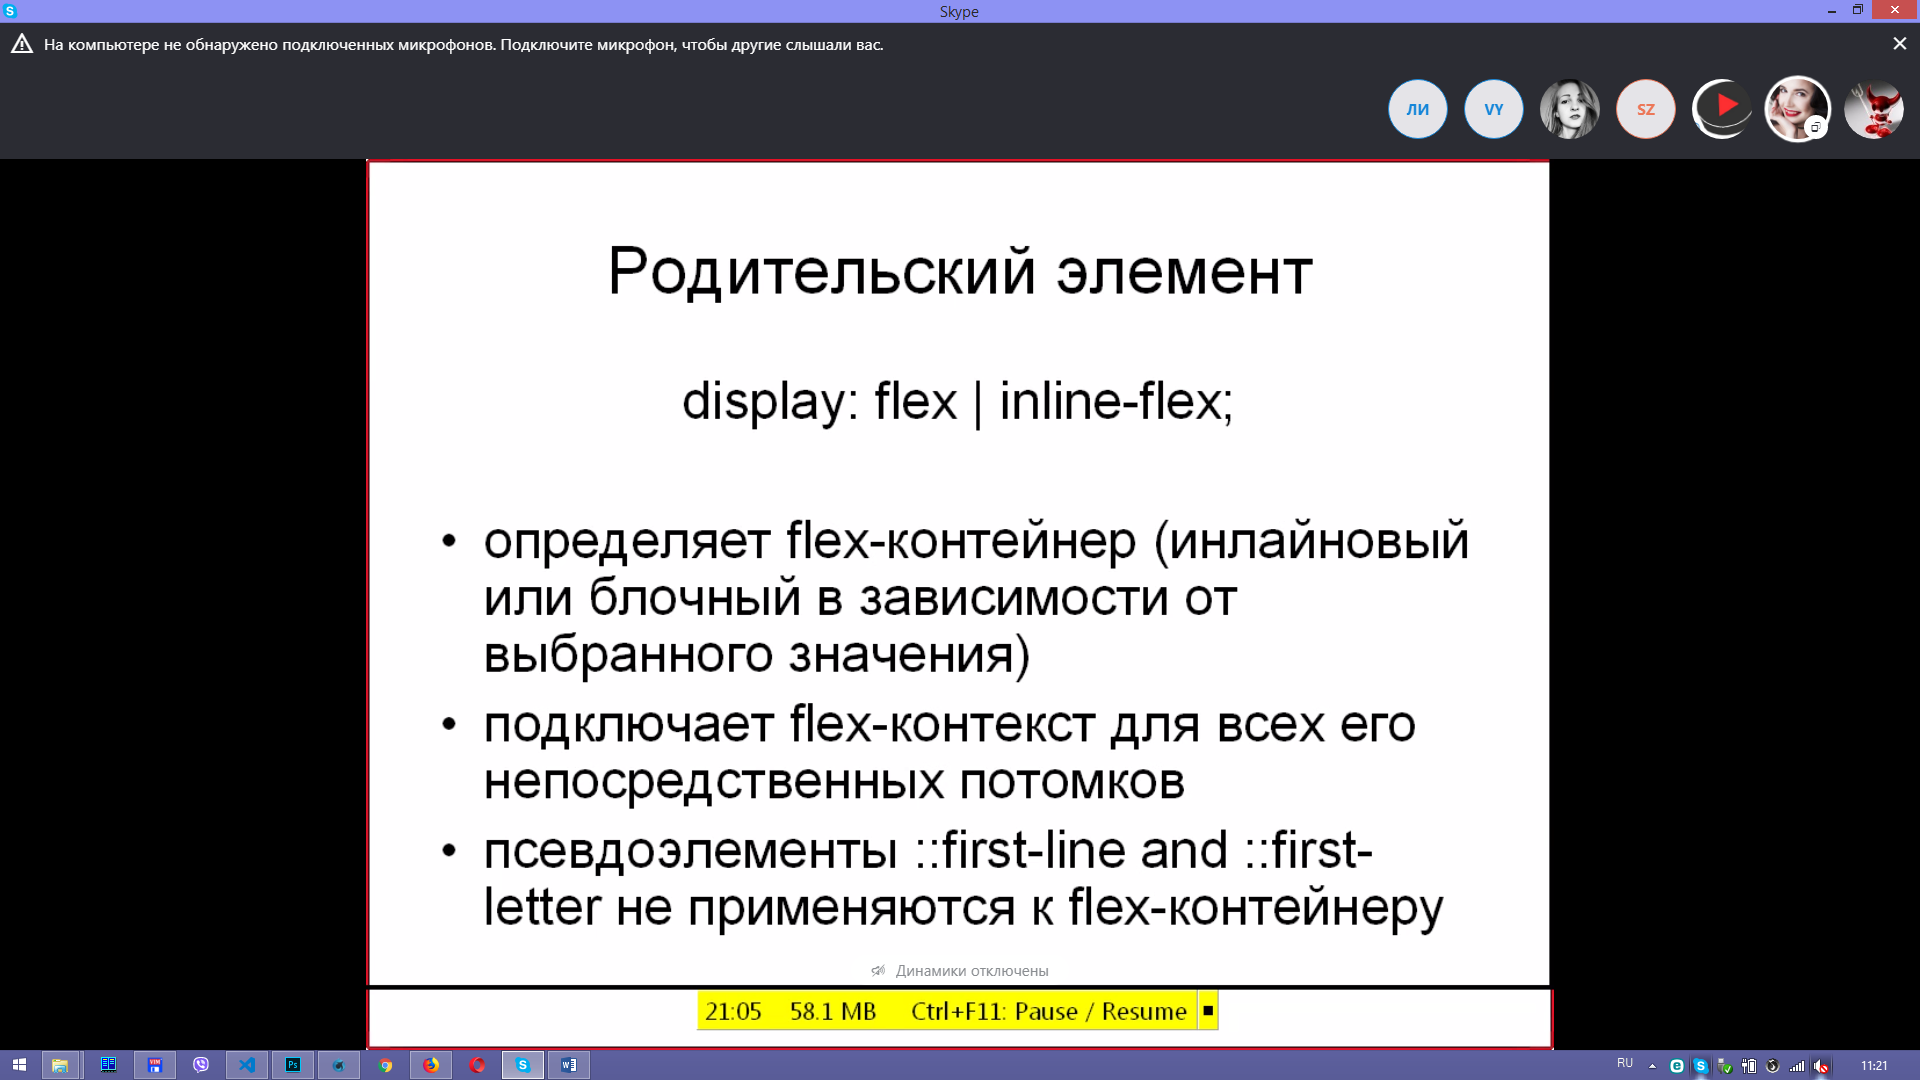 Skype
На компьютере не обнаружено подключенных микрофонов. Подключите микрофон, чтобы другие слышали вас.
ЛИ VY SZ
Родительский элемент
display: flex | inline-flex;
• определяет flex-контейнер (инлайновый
или блочный в зависимости от
выбранного значения)
• подключает flex-контекст для всех его
непосредственных потомков
• псевдоэлементы ::first-line and ::first-
letter не применяются к flex-контейнеру
Динамики отключены
21:05 58.1 MB Ctrl+F11: Pause / Resume
RU 11:21